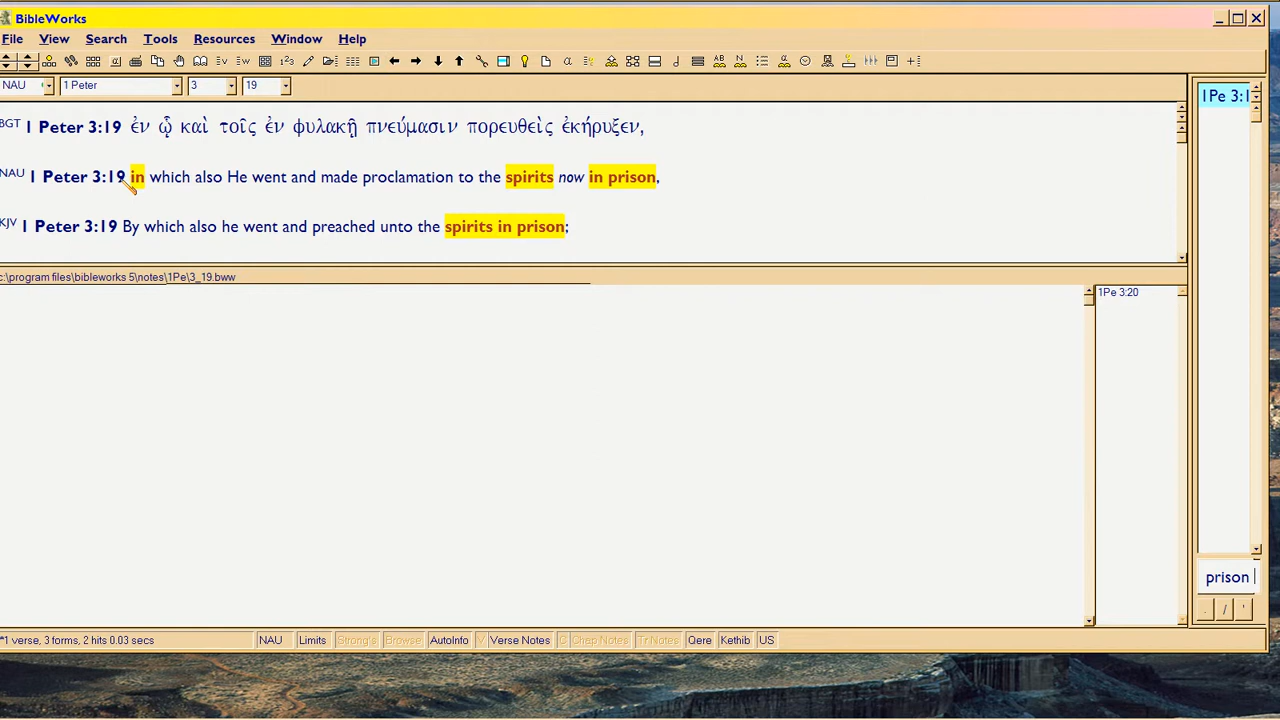 BibleWorks
File View Search Tools Resources Window Help
NAU 1 Peter 3 19
1Pe 3:1
BGT 1 Peter 3:19 ἐν ᾧ καὶ τοῖς ἐν φυλακῇ πνεύμασιν πορευθεὶς ἐκήρυξεν,
NAU 1 Peter 3:19 in which also He went and made proclamation to the spirits now in prison,
KJV 1 Peter 3:19 By which also he went and preached unto the spirits in prison;
c:\program files\bibleworks 5\notes\1Pe\3_19.bww
1Pe 3:20
prison
. / '
*1 verse, 3 forms, 2 hits 0.03 secs NAU Limits Strong's Browse AutoInfo V Verse Notes C Chap Notes Tr Notes Qere Kethib US